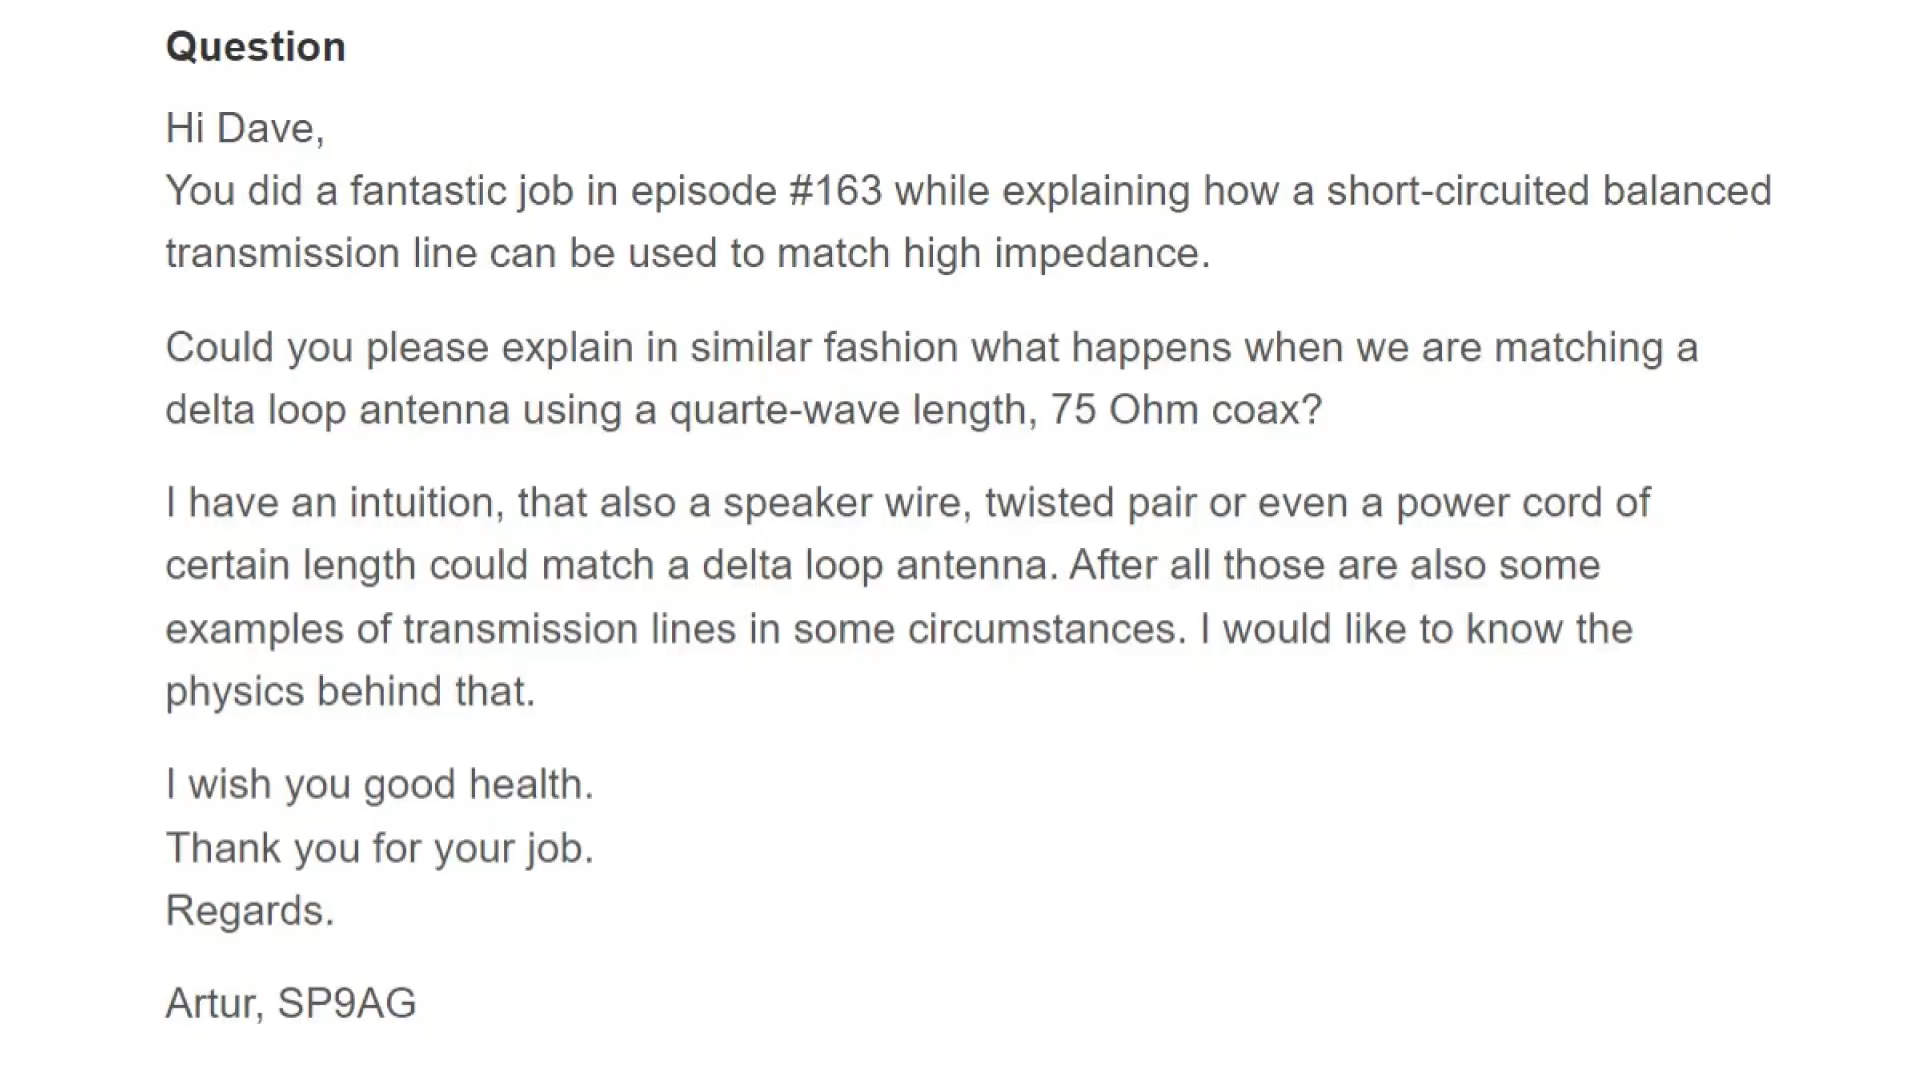 Question
Hi Dave,
You did a fantastic job in episode #163 while explaining how a short-circuited balanced
transmission line can be used to match high impedance.
Could you please explain in similar fashion what happens when we are matching a
delta loop antenna using a quarte-wave length, 75 Ohm coax?
I have an intuition, that also a speaker wire, twisted pair or even a power cord of
certain length could match a delta loop antenna. After all those are also some
examples of transmission lines in some circumstances. I would like to know the
physics behind that.
I wish you good health.
Thank you for your job.
Regards.
Artur, SP9AG